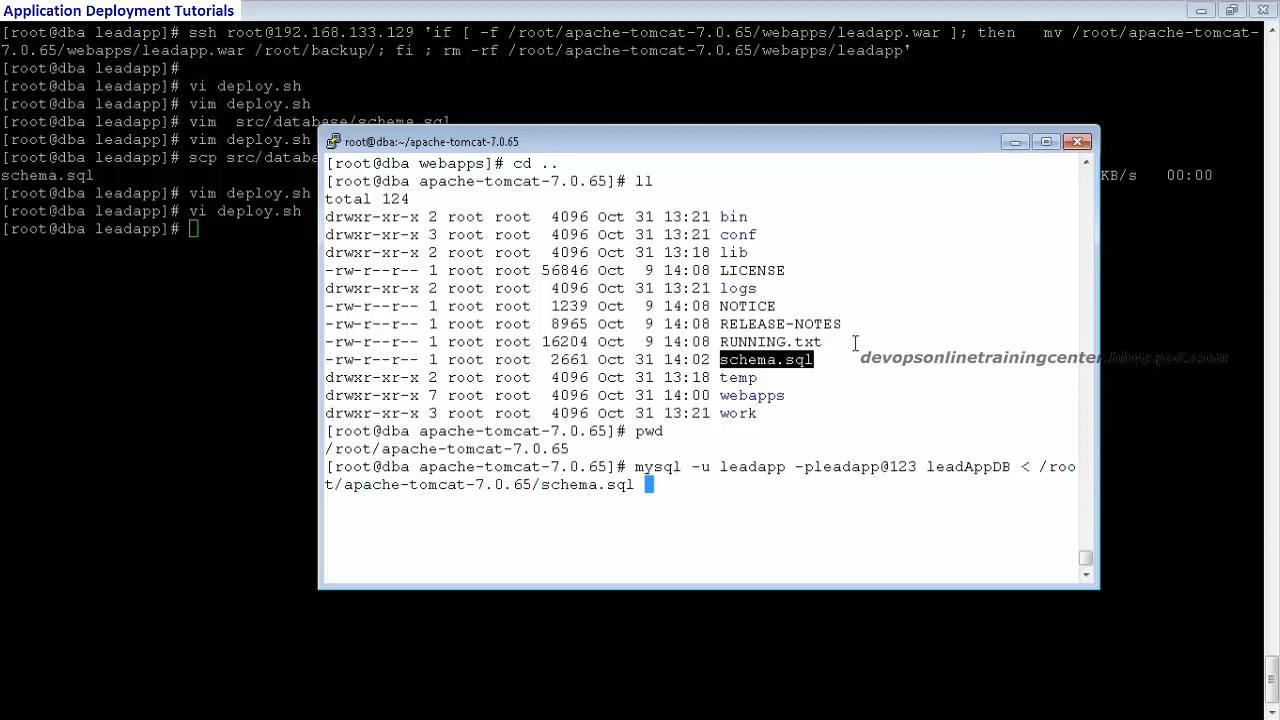 Application Deployment Tutorials
[root@dba leadapp]# ssh root@192.168.133.129 'if [ -f /root/apache-tomcat-7.0.65/webapps/leadapp.war ]; then  mv /root/apache-tomcat-
7.0.65/webapps/leadapp.war /root/backup/; fi ; rm -rf /root/apache-tomcat-7.0.65/webapps/leadapp'
[root@dba leadapp]#
[root@dba leadapp]# vi deploy.sh
[root@dba leadapp]# vim deploy.sh
[root@dba leadapp]# vim  src/database/schema.sql
[root@dba leadapp]# vim deploy.sh
[root@dba leadapp]# scp src/databa
schema.sql KB/s   00:00
[root@dba leadapp]# vim deploy.sh
[root@dba leadapp]# vi deploy.sh
[root@dba leadapp]#
root@dba:~/apache-tomcat-7.0.65
[root@dba webapps]# cd ..
[root@dba apache-tomcat-7.0.65]# ll
total 124
drwxr-xr-x 2 root root  4096 Oct 31 13:21 bin
drwxr-xr-x 3 root root  4096 Oct 31 13:21 conf
drwxr-xr-x 2 root root  4096 Oct 31 13:18 lib
-rw-r--r-- 1 root root 56846 Oct  9 14:08 LICENSE
drwxr-xr-x 2 root root  4096 Oct 31 13:21 logs
-rw-r--r-- 1 root root  1239 Oct  9 14:08 NOTICE
-rw-r--r-- 1 root root  8965 Oct  9 14:08 RELEASE-NOTES
-rw-r--r-- 1 root root 16204 Oct  9 14:08 RUNNING.txt
-rw-r--r-- 1 root root  2661 Oct 31 14:02 schema.sql
devopsonlinetrainingcenter.blogspot.com
drwxr-xr-x 2 root root  4096 Oct 31 13:18 temp
drwxr-xr-x 7 root root  4096 Oct 31 14:00 webapps
drwxr-xr-x 3 root root  4096 Oct 31 13:21 work
[root@dba apache-tomcat-7.0.65]# pwd
/root/apache-tomcat-7.0.65
[root@dba apache-tomcat-7.0.65]# mysql -u leadapp -pleadapp@123 leadAppDB < /roo
t/apache-tomcat-7.0.65/schema.sql